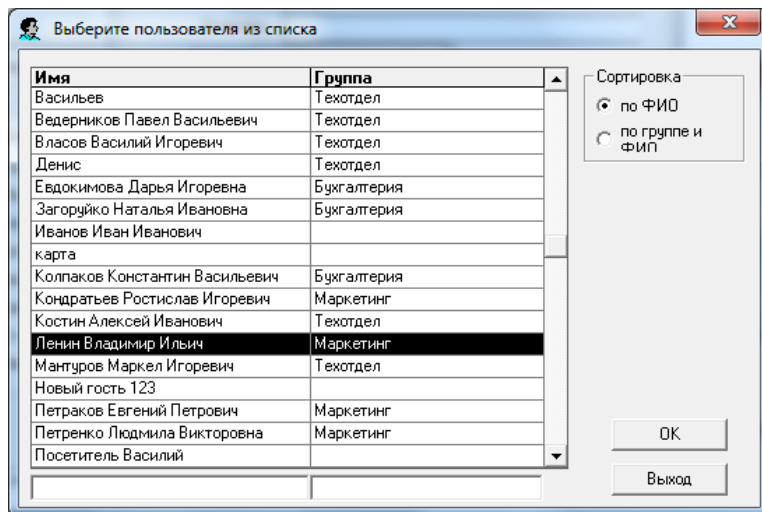 Выберите пользователя из списка
Имя Группа
Васильев Техотдел
Ведерников Павел Васильевич Техотдел
Власов Василий Игоревич Техотдел
Денис Техотдел
Евдокимова Дарья Игоревна Бухгалтерия
Загоруйко Наталья Ивановна Бухгалтерия
Иванов Иван Иванович
карта
Колпаков Константин Васильевич Бухгалтерия
Кондратьев Ростислав Игоревич Маркетинг
Костин Алексей Иванович Техотдел
Ленин Владимир Ильич Маркетинг
Мантуров Маркел Игоревич Техотдел
Новый гость 123
Петраков Евгений Петрович Маркетинг
Петренко Людмила Викторовна Маркетинг
Посетитель Василий
Сортировка
по ФИО
по группе и
ФИО
OK
Выход